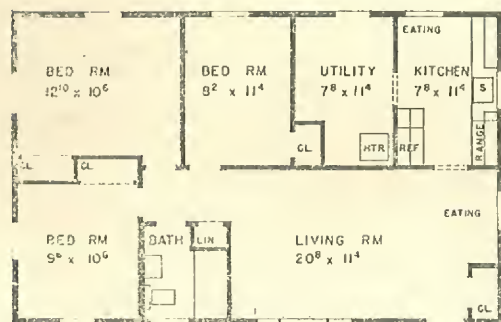 EATING
BED RM
12¹⁰ x 10⁶
BED RM
8² x 11⁴
UTILITY
7⁸ x 11⁴
KITCHEN
7⁸ x 11⁴
S
CL.
HTR
REF
RANGE
CL.
CL.
EATING
BED RM
9⁶ x 10⁶
BATH
LIN
LIVING RM
20⁸ x 11⁴
CL.